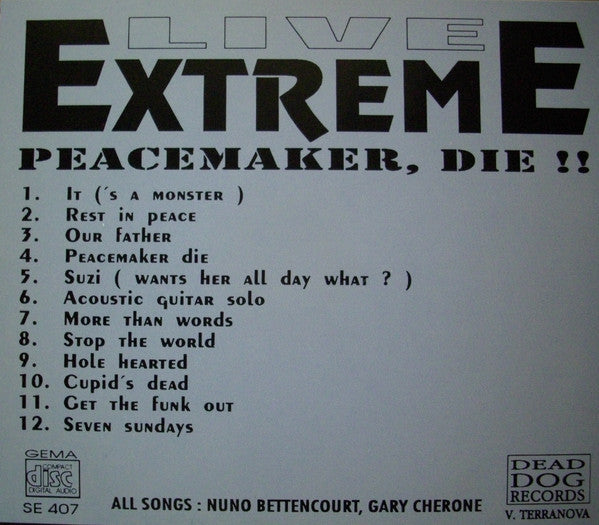 LIVE
EXTREME
PEACEMAKER, DIE !!
1. IT (´S A MONSTER )
2. REST IN PEACE
3. OUR FATHER
4. PEACEMAKER DIE
5. SUZI ( WANTS HER ALL DAY WHAT ? )
6. ACOUSTIC GUITAR SOLO
7. MORE THAN WORDS
8. STOP THE WORLD
9. HOLE HEARTED
10. CUPID´S DEAD
11. GET THE FUNK OUT
12. SEVEN SUNDAYS
GEMA
COMPACT
disc
DIGITAL AUDIO
SE 407
ALL SONGS : NUNO BETTENCOURT, GARY CHERONE
DEAD
DOG
RECORDS
V. TERRANOVA